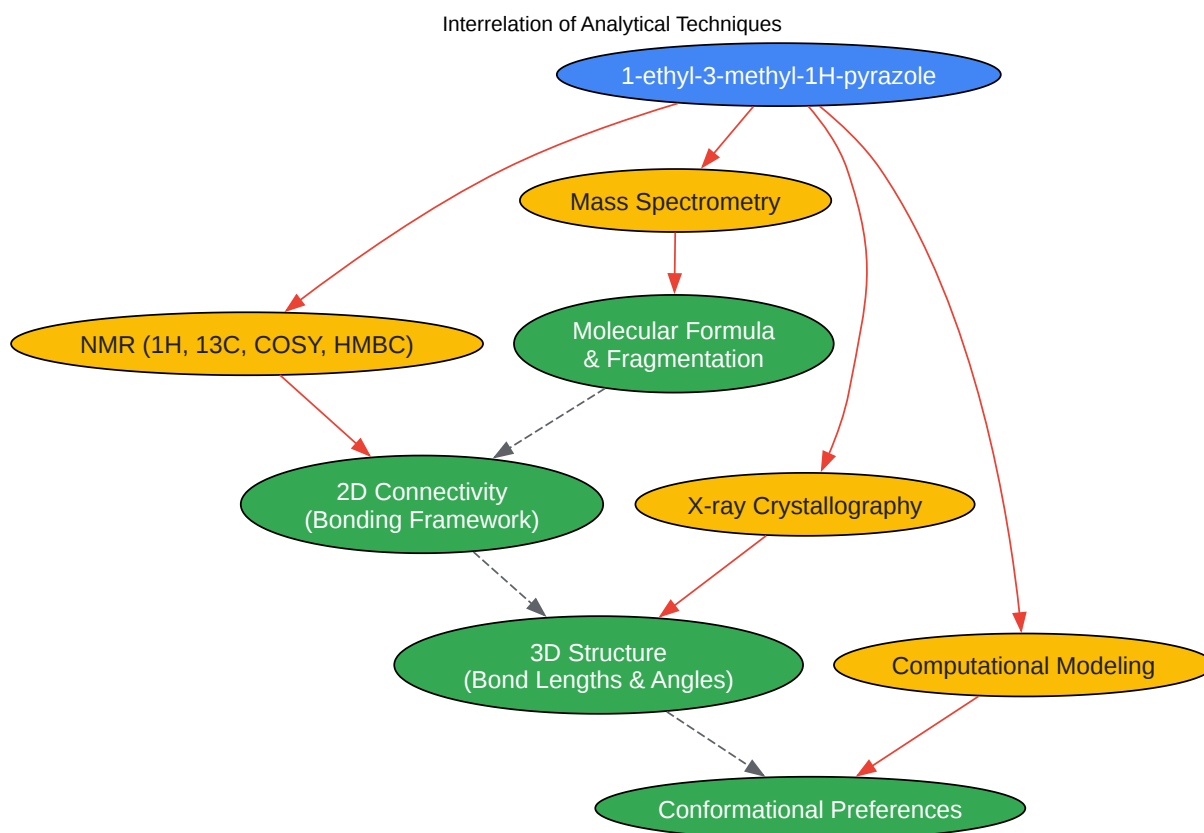 Interrelation of Analytical Techniques
1-ethyl-3-methyl-1H-pyrazole
Mass Spectrometry
NMR (1H, 13C, COSY, HMBC)
Molecular Formula
& Fragmentation
2D Connectivity
(Bonding Framework)
X-ray Crystallography
3D Structure
(Bond Lengths & Angles)
Computational Modeling
Conformational Preferences